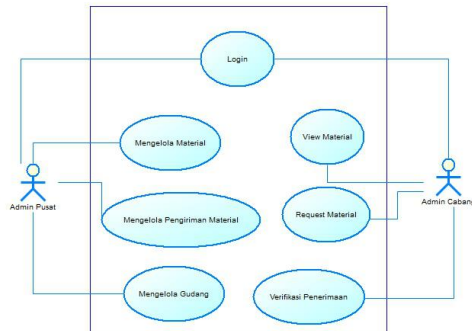 Login
Mengelola Material
View Material
Admin Pusat
Admin Cabang
Mengelola Pengiriman Material
Request Material
Mengelola Gudang
Verifikasi Penerimaan